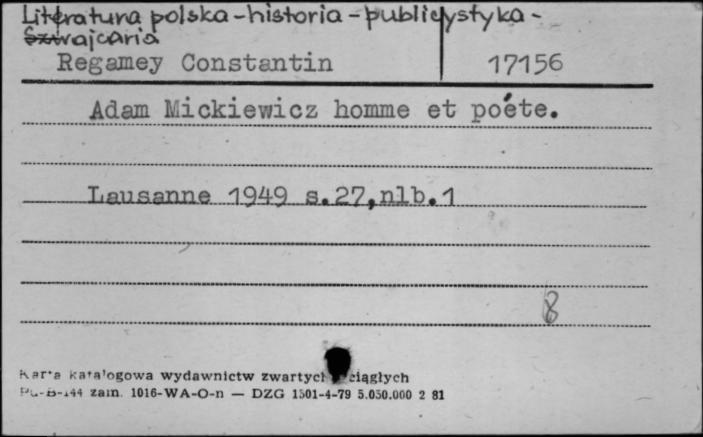 Literatura polska-historia-publicystyka-
Szwajcaria
Regamey Constantin 17156
Adam Mickiewicz homme et poéte.
Lausanne 1949 s.27,nlb.1
8
Karta katalogowa wydawnictw zwartych ciągłych
Pu-B-144 zam. 1016-WA-O-n — DZG 1501-4-79 5.050.000 2 81